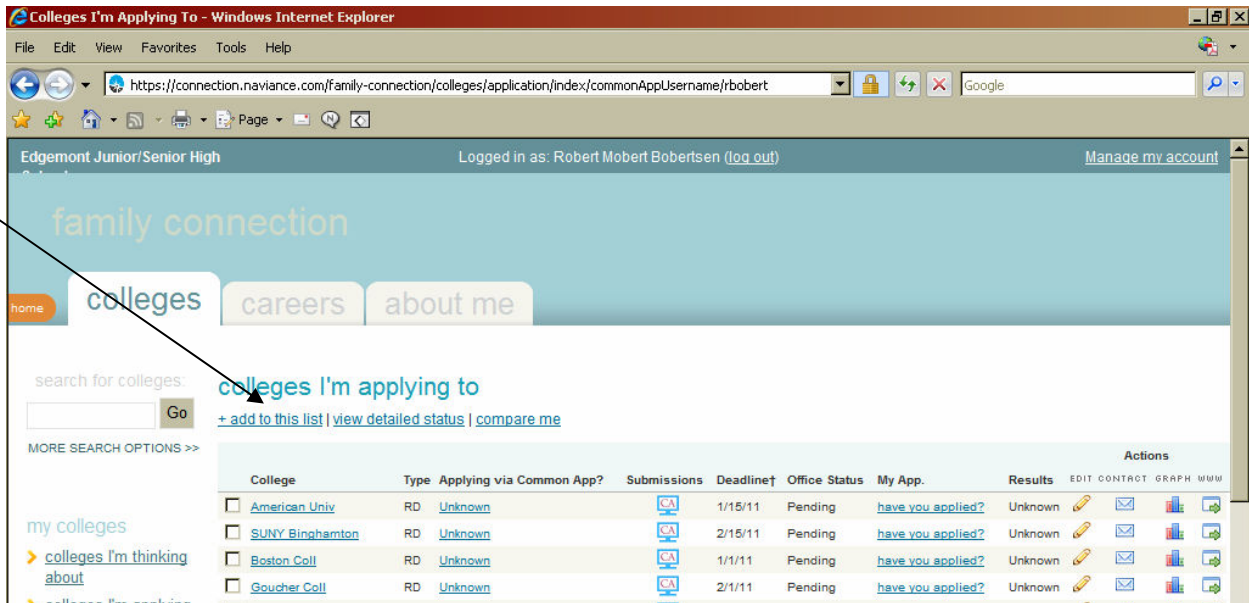 Colleges I'm Applying To - Windows Internet Explorer
File Edit View Favorites Tools Help
https://connection.naviance.com/family-connection/colleges/application/index/commonAppUsername/rbobert
Google
Page
Edgemont Junior/Senior High
Logged in as: Robert Mobert Bobertsen (log out)
Manage my account
family connection
home
colleges
careers
about me
search for colleges:
Go
MORE SEARCH OPTIONS >>
my colleges
colleges I'm thinking
about
colleges I'm applying to
+ add to this list | view detailed status | compare me
Actions
College Type Applying via Common App? Submissions Deadline† Office Status My App. Results EDIT CONTACT GRAPH WWW
American Univ RD Unknown CA 1/15/11 Pending have you applied? Unknown
SUNY Binghamton RD Unknown CA 2/15/11 Pending have you applied? Unknown
Boston Coll RD Unknown CA 1/1/11 Pending have you applied? Unknown
Goucher Coll RD Unknown CA 2/1/11 Pending have you applied? Unknown